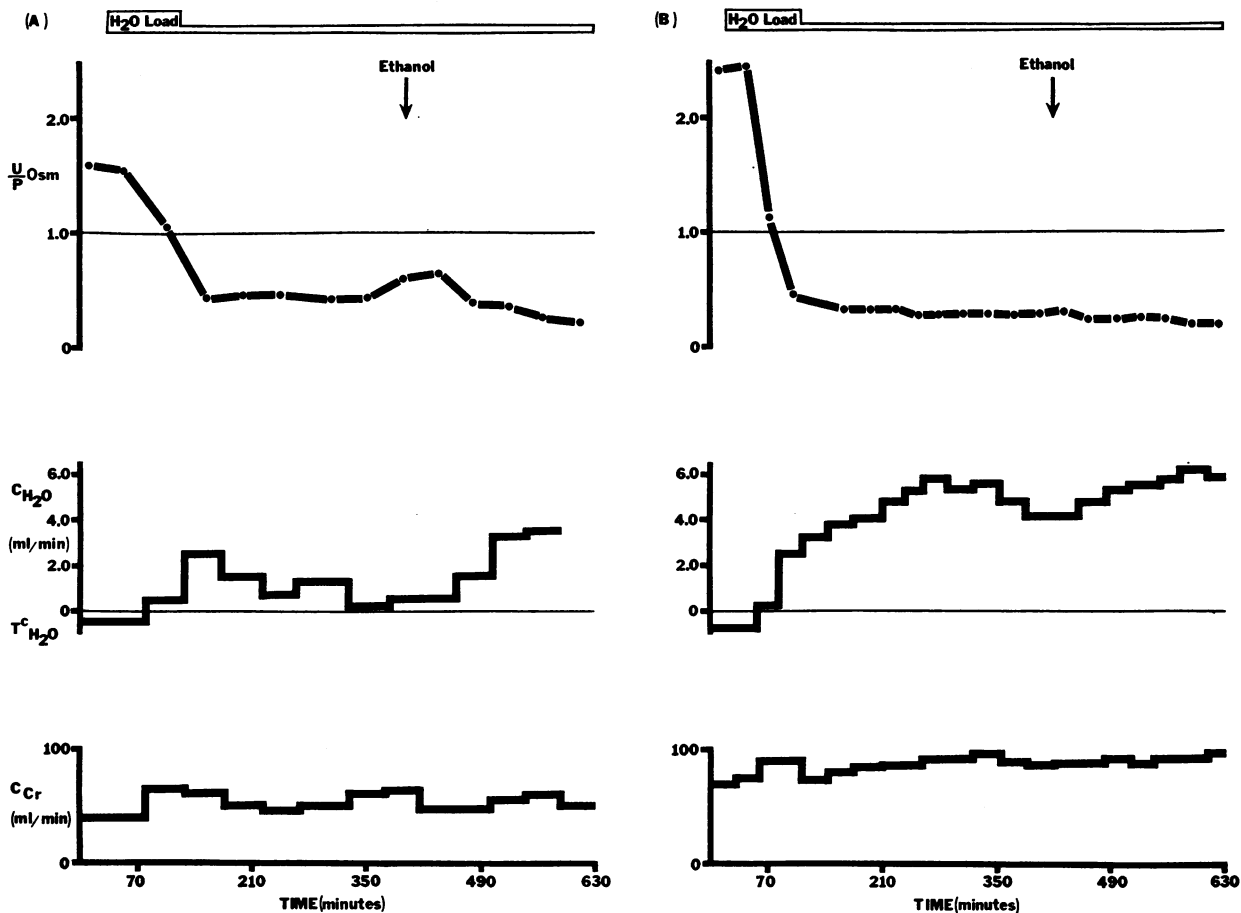 (A)
H2O Load
Ethanol
2.0
U/P Osm
1.0
0
6.0
CH2O
4.0
(ml/min)
2.0
0
TcH2O
100
CCr
(ml/min)
0
70 210 350 490 630
TIME(minutes)
(B)
H2O Load
Ethanol
2.0
1.0
0
6.0
4.0
2.0
0
100
0
70 210 350 490 630
TIME(minutes)